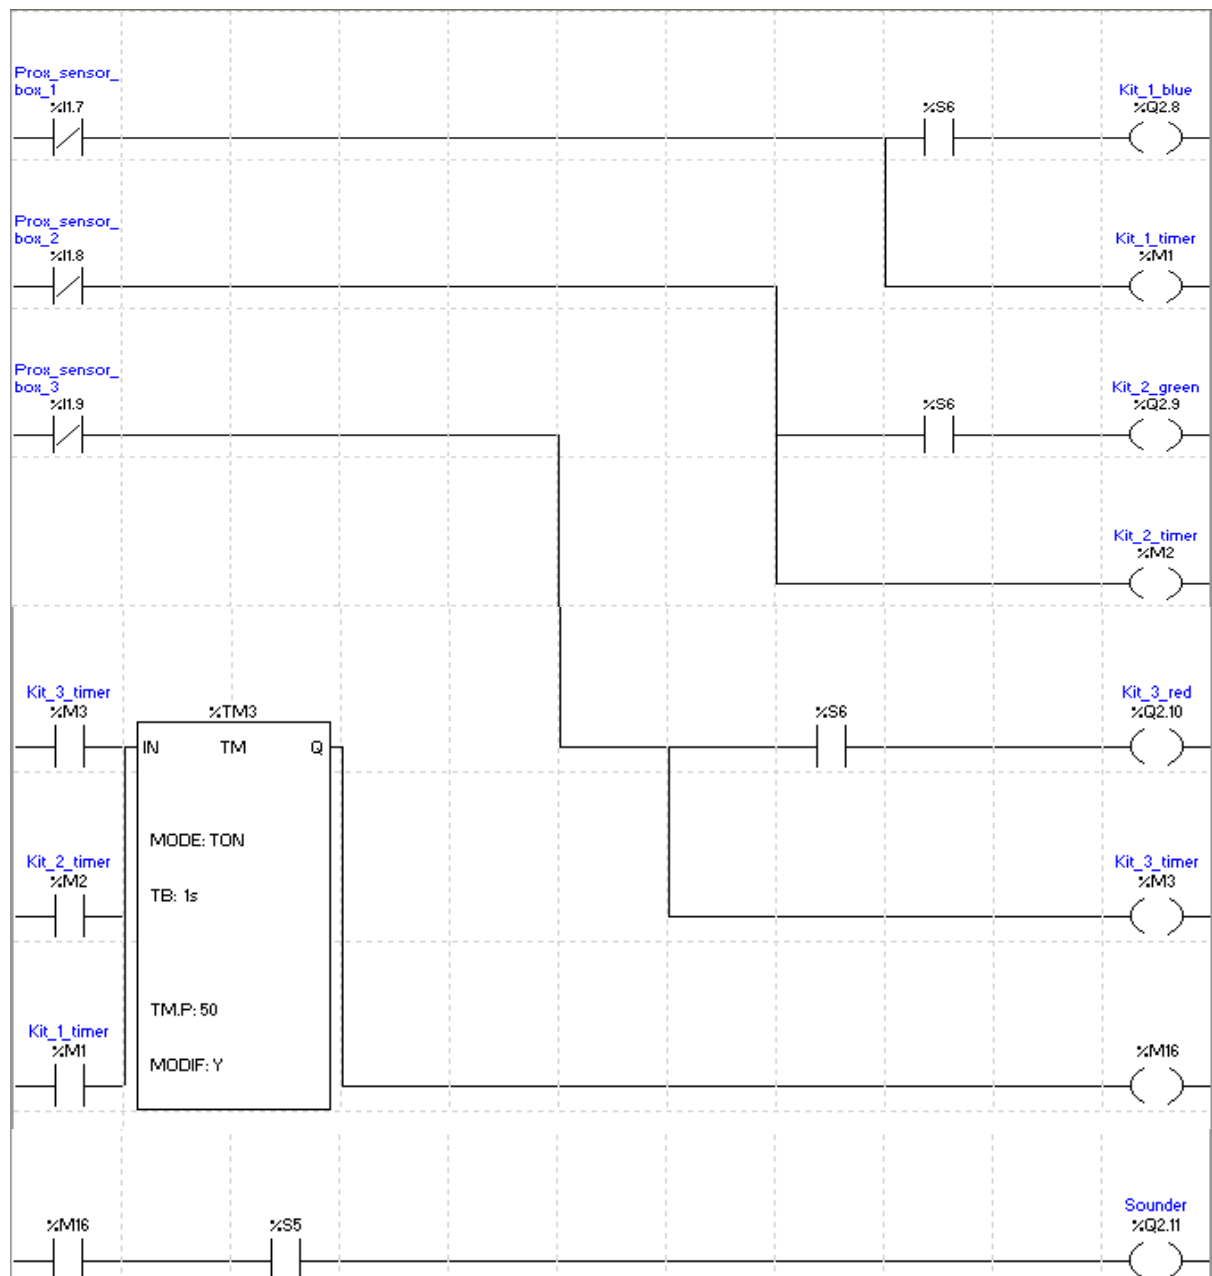 Prox_sensor_
box_1
%I1.7
%S6
Kit_1_blue
%Q2.8
Prox_sensor_
box_2
%I1.8
Kit_1_timer
%M1
Prox_sensor_
box_3
%I1.9
%S6
Kit_2_green
%Q2.9
Kit_2_timer
%M2
Kit_3_timer
%M3
%TM3
IN TM Q
%S6
Kit_3_red
%Q2.10
MODE: TON
Kit_2_timer
%M2
TB: 1s
Kit_3_timer
%M3
TM.P: 50
Kit_1_timer
%M1
MODIF: Y
%M16
%M16
%S5
Sounder
%Q2.11